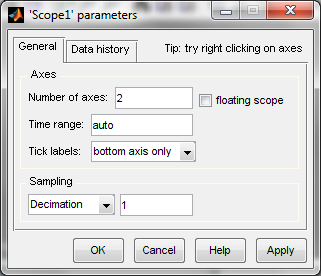 'Scope1' parameters
General
Data history
Tip: try right clicking on axes
Axes
Number of axes: 2
floating scope
Time range: auto
Tick labels: bottom axis only
Sampling
Decimation 1
OK Cancel Help Apply